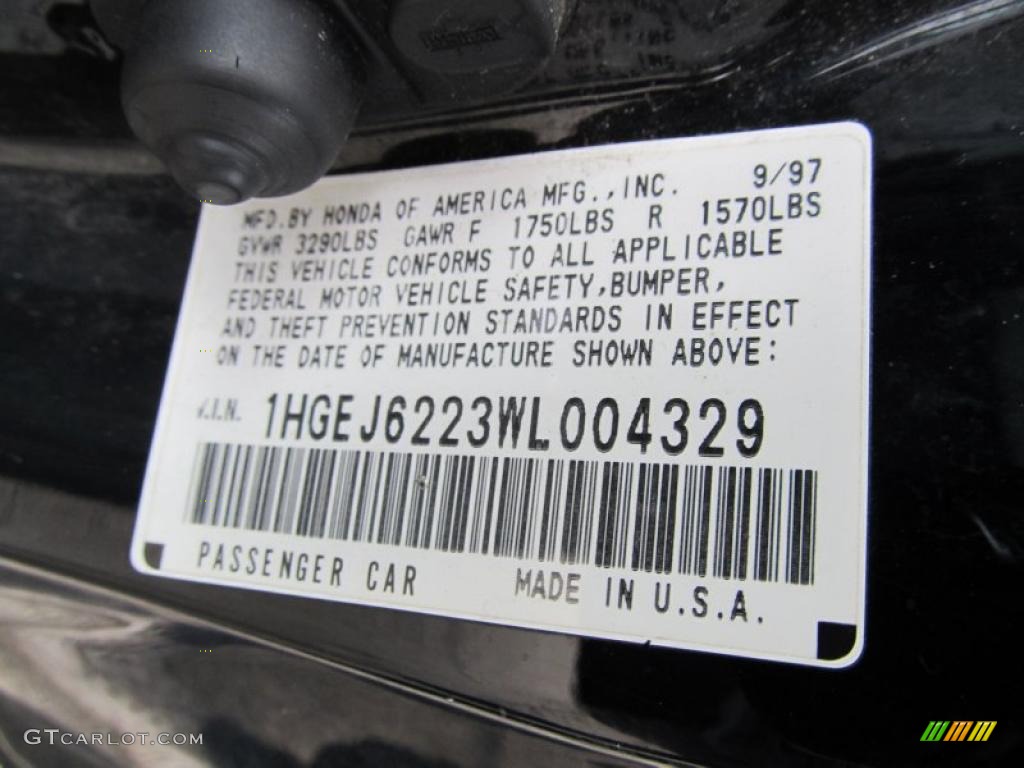 9/97
MFD.BY HONDA OF AMERICA MFG.,INC.
GVWR 3290LBS GAWR F 1750LBS R 1570LBS
THIS VEHICLE CONFORMS TO ALL APPLICABLE
FEDERAL MOTOR VEHICLE SAFETY,BUMPER,
AND THEFT PREVENTION STANDARDS IN EFFECT
ON THE DATE OF MANUFACTURE SHOWN ABOVE:
V.I.N. 1HGEJ6223WL004329
PASSENGER CAR MADE IN U.S.A.
GTCARLOT.COM